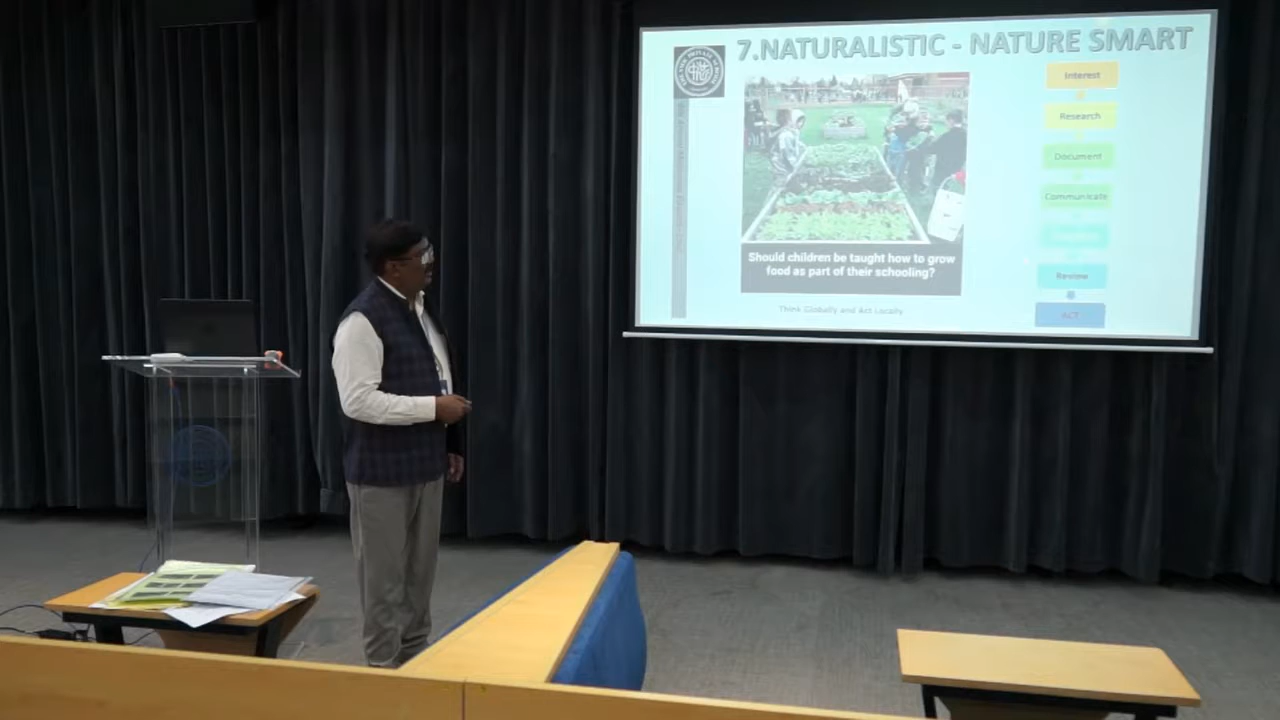 7.NATURALISTIC - NATURE SMART
Interest
Research
Document
Communicate
Review
ACT
Should children be taught how to grow
food as part of their schooling?
Think Globally and Act Locally